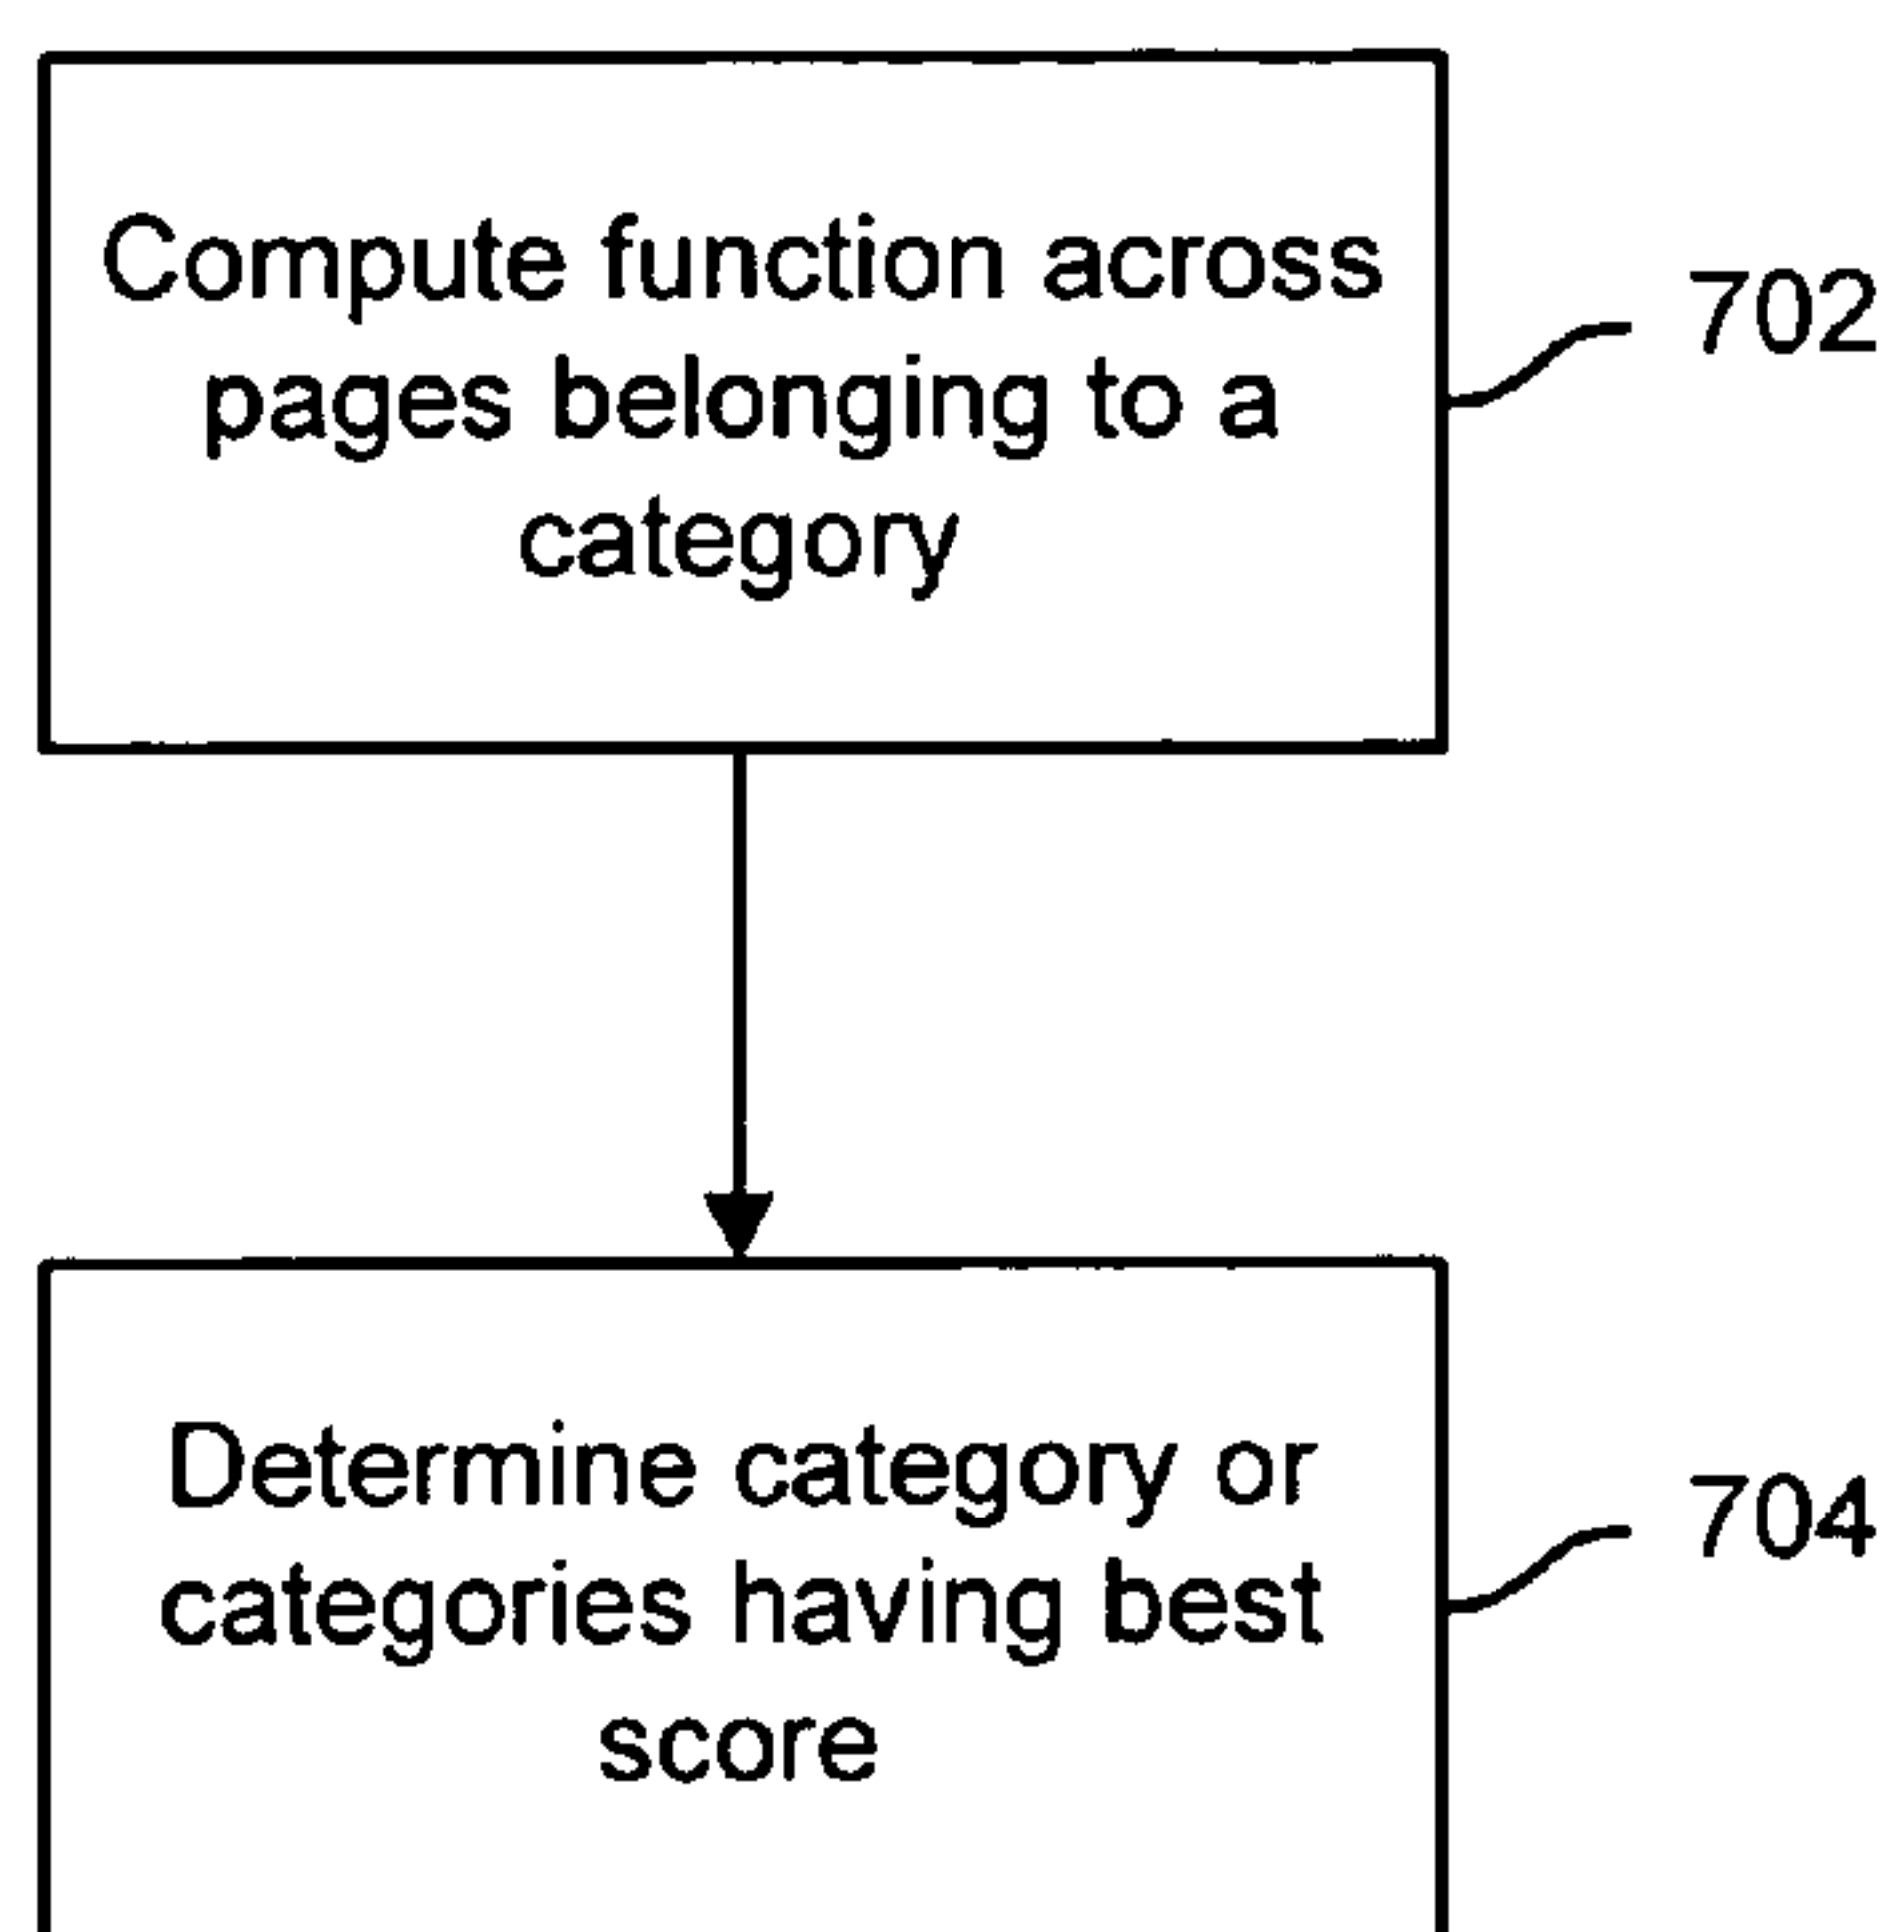 Compute function across
pages belonging to a
category
702
Determine category or
categories having best
score
704